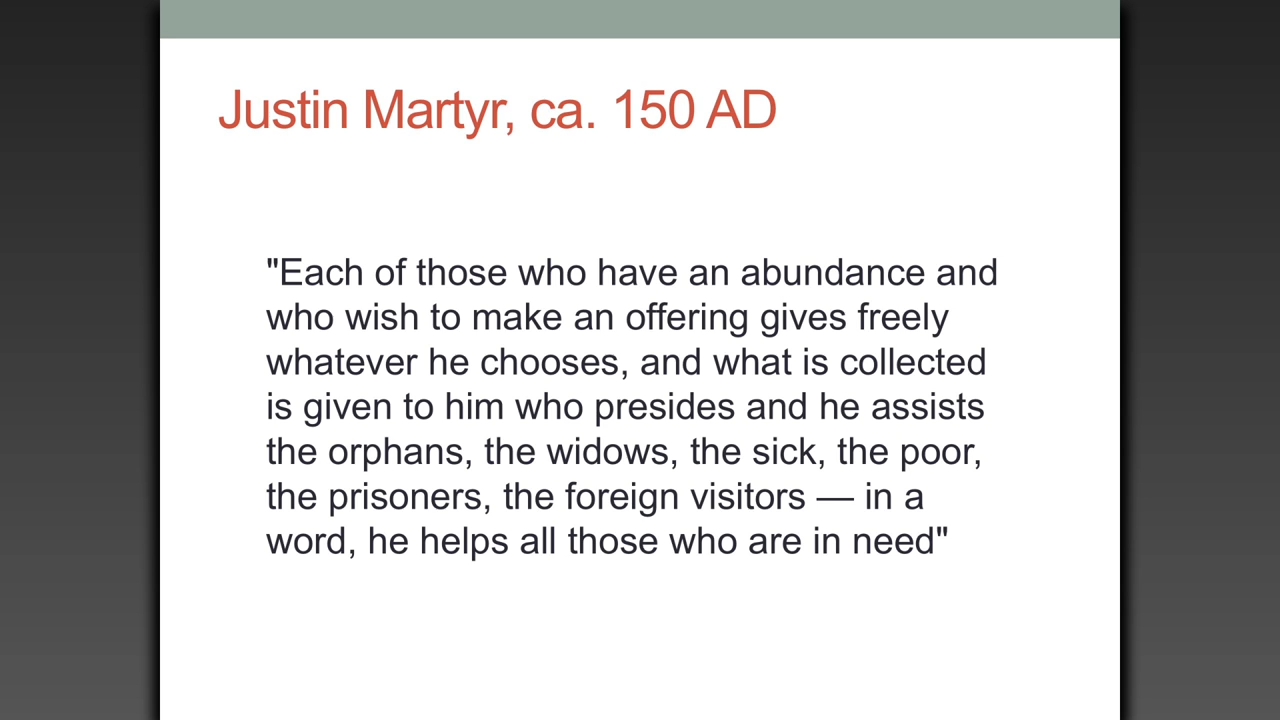 Justin Martyr, ca. 150 AD
"Each of those who have an abundance and
who wish to make an offering gives freely
whatever he chooses, and what is collected
is given to him who presides and he assists
the orphans, the widows, the sick, the poor,
the prisoners, the foreign visitors — in a
word, he helps all those who are in need"